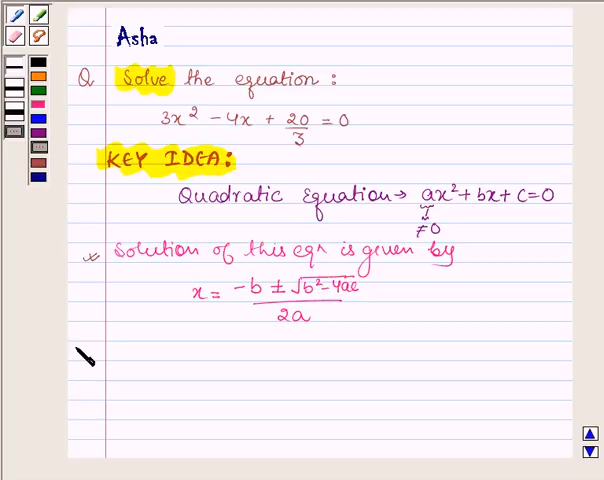 Asha
Q Solve the equation:
3x² - 4x + 20/3 = 0
KEY IDEA:
Quadratic Equation → ax² + bx + c = 0
≠0
Solution of this eqn is given by
x = -b ± √b² - 4ac / 2a